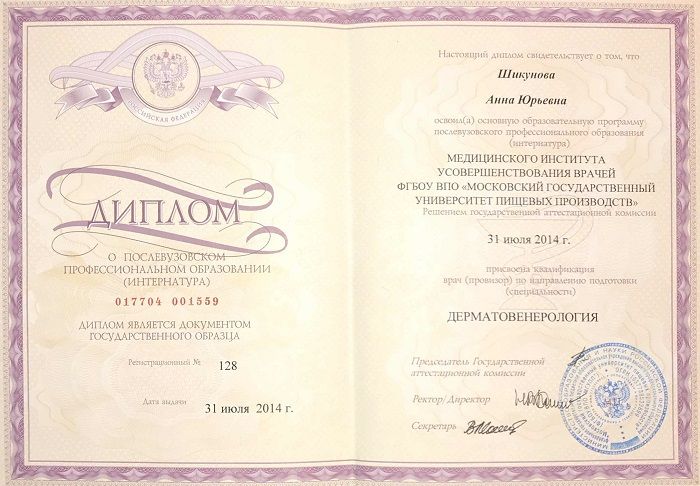 РОССИЙСКАЯ ФЕДЕРАЦИЯ
ДИПЛОМ
О ПОСЛЕВУЗОВСКОМ
ПРОФЕССИОНАЛЬНОМ ОБРАЗОВАНИИ
(ИНТЕРНАТУРА)
017704 001559
ДИПЛОМ ЯВЛЯЕТСЯ ДОКУМЕНТОМ
ГОСУДАРСТВЕННОГО ОБРАЗЦА
Регистрационный № 128
Дата выдачи 31 июля 2014 г.
Настоящий диплом свидетельствует о том, что
Шикунова
Анна Юрьевна
освоил(а) основную образовательную программу
послевузовского профессионального образования
(интернатура)
МЕДИЦИНСКОГО ИНСТИТУТА
УСОВЕРШЕНСТВОВАНИЯ ВРАЧЕЙ
ФГБОУ ВПО «МОСКОВСКИЙ ГОСУДАРСТВЕННЫЙ
УНИВЕРСИТЕТ ПИЩЕВЫХ ПРОИЗВОДСТВ»
Решением государственной аттестационной комиссии
31 июля 2014 г.
присвоена квалификация
врач (провизор) по направлению подготовки
(специальности)
ДЕРМАТОВЕНЕРОЛОГИЯ
Председатель Государственной
аттестационной комиссии
Ректор/Директор
Секретарь